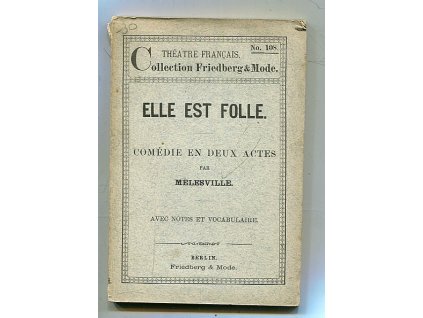 No. 108.
THÉATRE FRANÇAIS.
Collection Friedberg & Mode.
ELLE EST FOLLE.
COMÉDIE EN DEUX ACTES
PAR
MÉLESVILLE.
AVEC NOTES ET VOCABULAIRE.
BERLIN.
Friedberg & Mode.